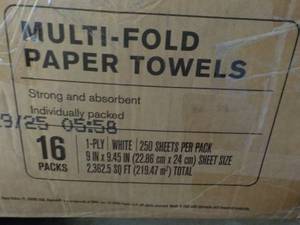 MULTI-FOLD
PAPER TOWELS
Strong and absorbent
Individually packed
9/25 05:58
16
PACKS
1-PLY | WHITE | 250 SHEETS PER PACK
9 IN X 9.45 IN (22.86 cm x 24 cm) SHEET SIZE
2,362.5 SQ FT (219.47 m²) TOTAL